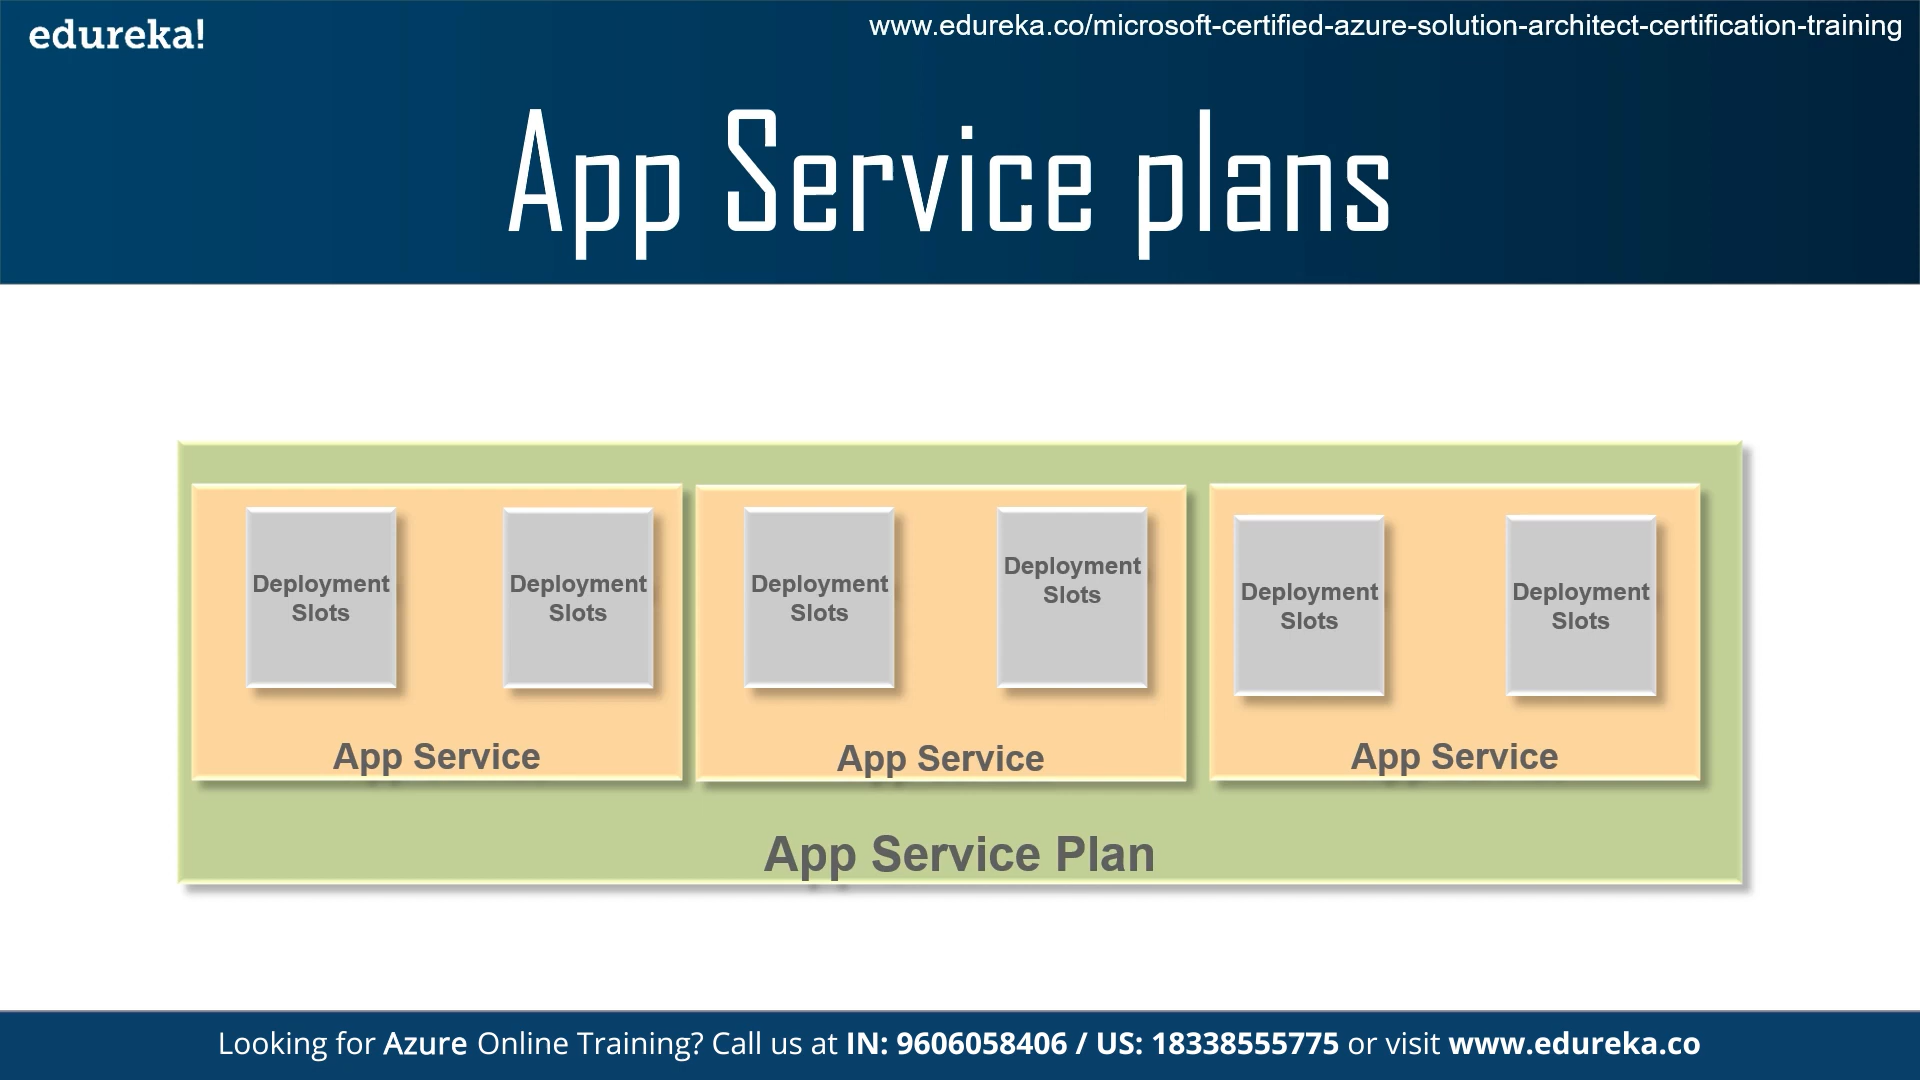 edureka!
www.edureka.co/microsoft-certified-azure-solution-architect-certification-training
App Service plans
Deployment
Slots
Deployment
Slots
App Service
Deployment
Slots
Deployment
Slots
App Service
Deployment
Slots
Deployment
Slots
App Service
App Service Plan
Looking for Azure Online Training? Call us at IN: 9606058406 / US: 18338555775 or visit www.edureka.co